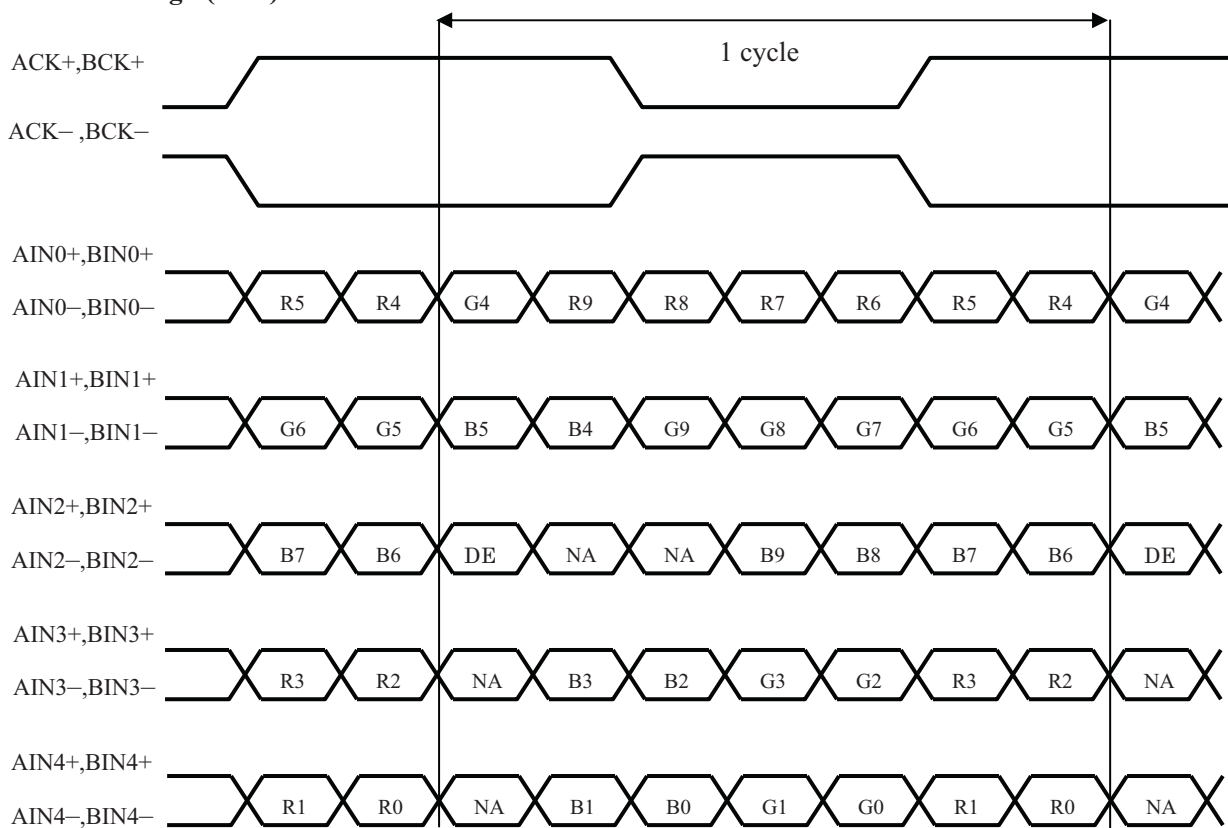 1 cycle
ACK+,BCK+
ACK− ,BCK−
AIN0+,BIN0+
AIN0−,BIN0−
R5 R4 G4 R9 R8 R7 R6 R5 R4 G4
AIN1+,BIN1+
AIN1−,BIN1−
G6 G5 B5 B4 G9 G8 G7 G6 G5 B5
AIN2+,BIN2+
AIN2−,BIN2−
B7 B6 DE NA NA B9 B8 B7 B6 DE
AIN3+,BIN3+
AIN3−,BIN3−
R3 R2 NA B3 B2 G3 G2 R3 R2 NA
AIN4+,BIN4+
AIN4−,BIN4−
R1 R0 NA B1 B0 G1 G0 R1 R0 NA